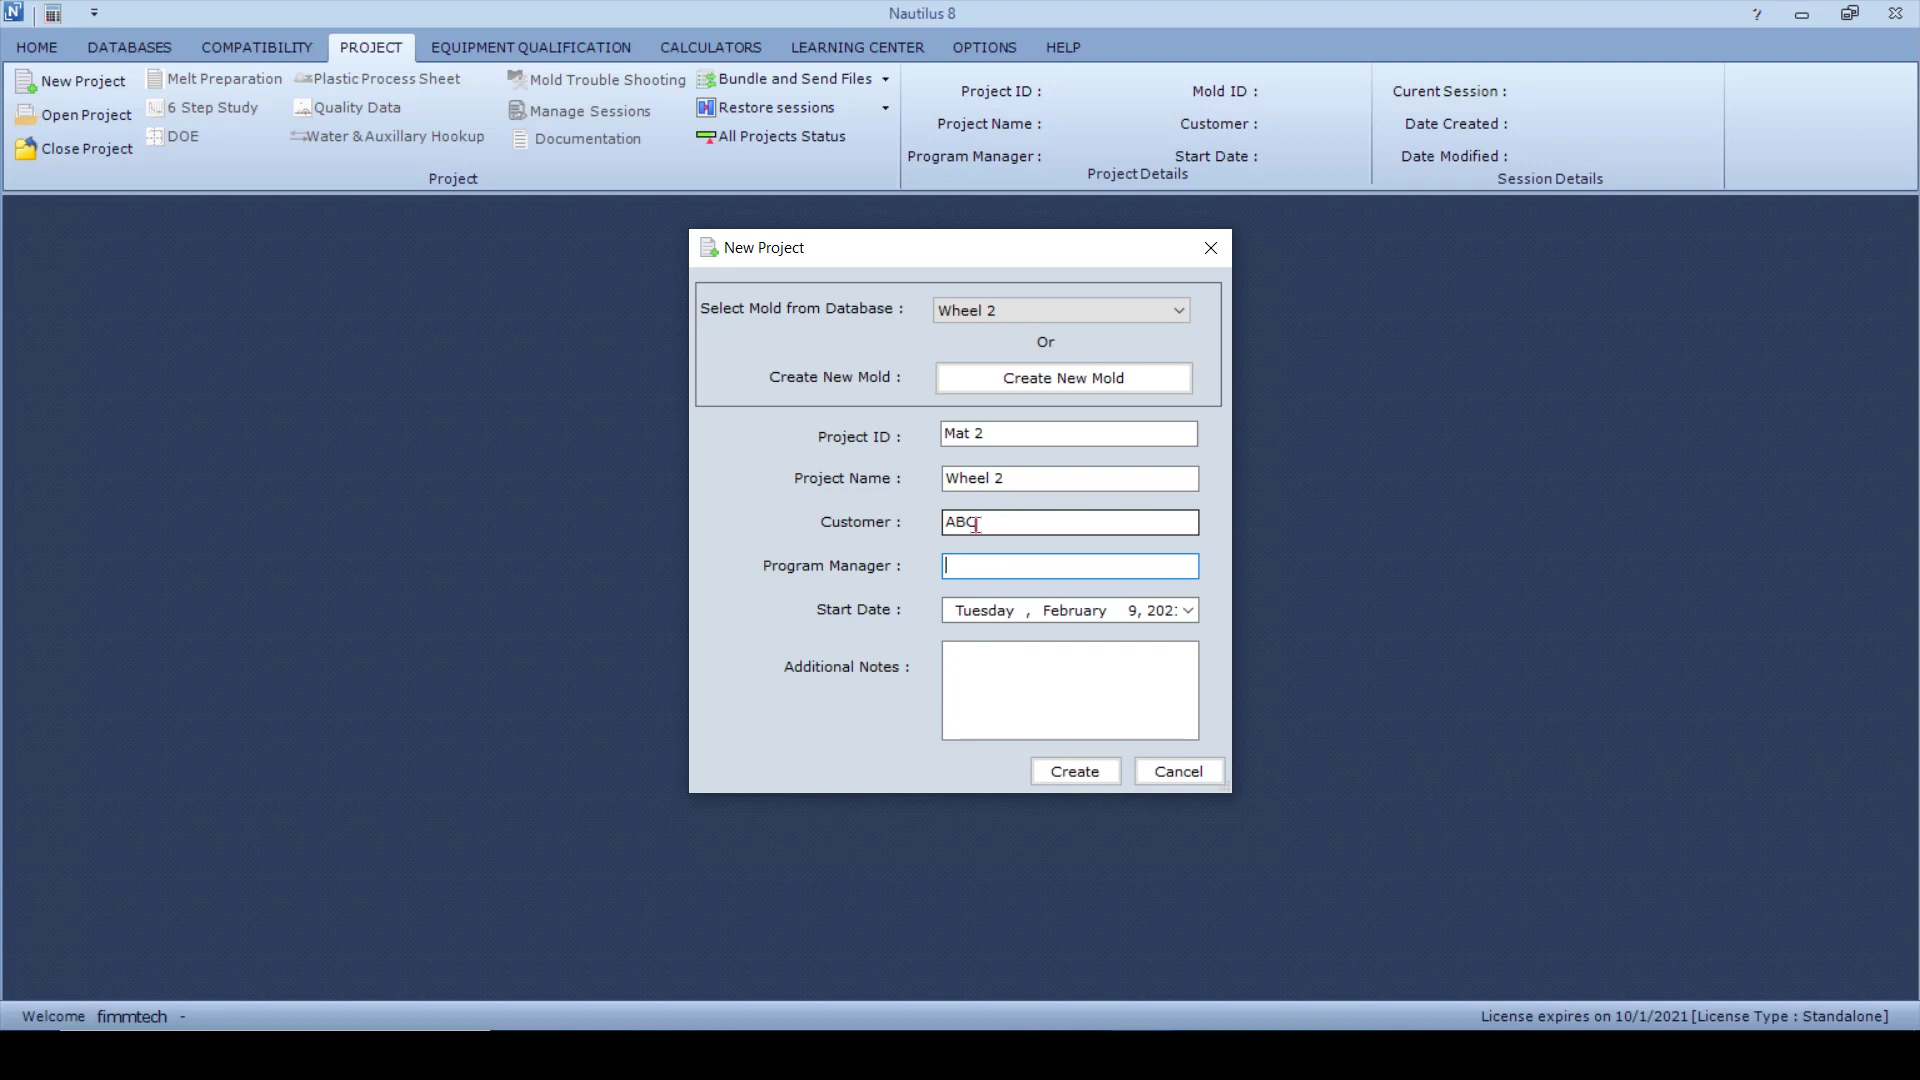 Nautilus 8
?
HOME DATABASES COMPATIBILITY PROJECT EQUIPMENT QUALIFICATION CALCULATORS LEARNING CENTER OPTIONS HELP
New Project Melt Preparation Plastic Process Sheet Mold Trouble Shooting Bundle and Send Files
Open Project 6 Step Study Quality Data Manage Sessions Restore sessions
Close Project DOE Water & Auxillary Hookup Documentation All Projects Status
Project
Project ID : Mold ID :
Project Name : Customer :
Program Manager : Start Date :
Project Details
Curent Session :
Date Created :
Date Modified :
Session Details
New Project
Select Mold from Database : Wheel 2
Or
Create New Mold : Create New Mold
Project ID : Mat 2
Project Name : Wheel 2
Customer : ABC
Program Manager :
Start Date : Tuesday , February 9, 202
Additional Notes :
Create Cancel
Welcome fimmtech -
License expires on 10/1/2021 [License Type : Standalone]